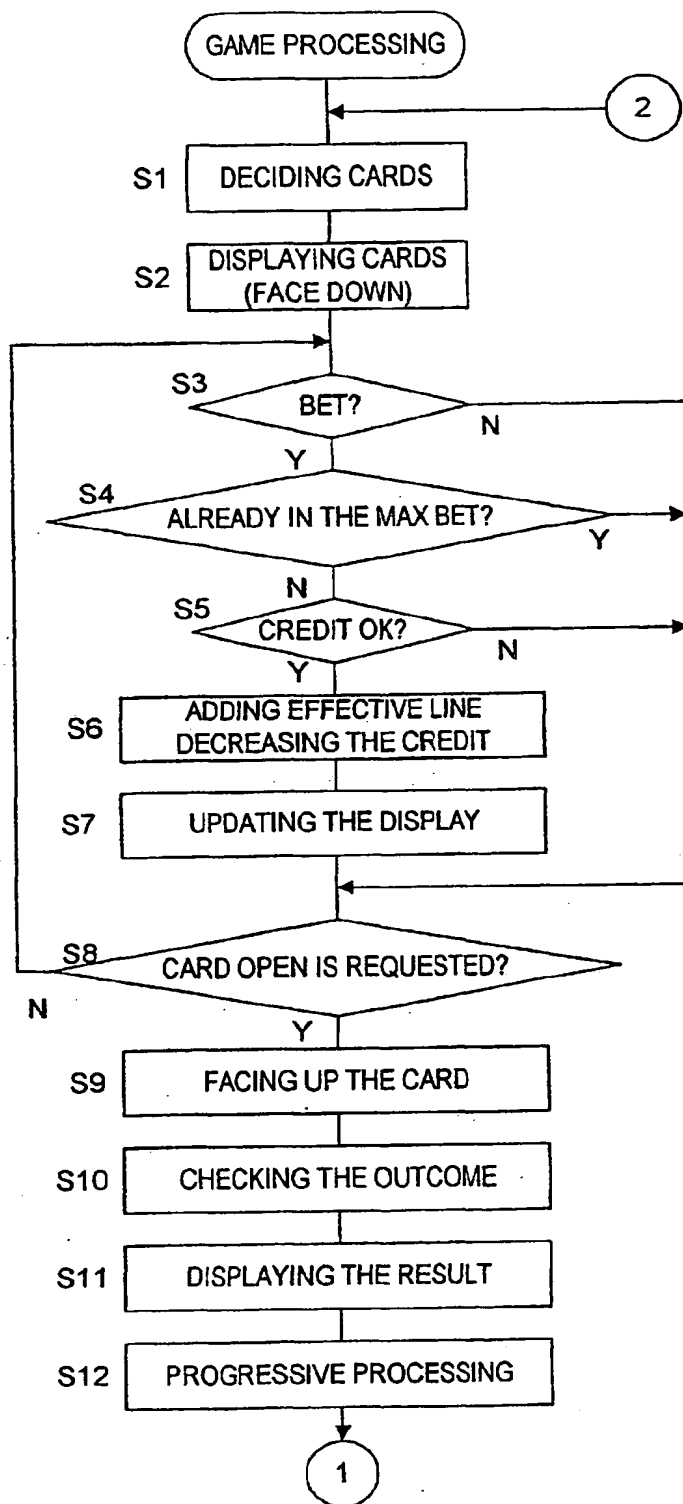 GAME PROCESSING
2
S1
DECIDING CARDS
S2
DISPLAYING CARDS
(FACE DOWN)
S3
BET?
N
Y
S4
ALREADY IN THE MAX BET?
Y
N
S5
CREDIT OK?
N
Y
S6
ADDING EFFECTIVE LINE
DECREASING THE CREDIT
S7
UPDATING THE DISPLAY
S8
CARD OPEN IS REQUESTED?
N
Y
S9
FACING UP THE CARD
S10
CHECKING THE OUTCOME
S11
DISPLAYING THE RESULT
S12
PROGRESSIVE PROCESSING
1